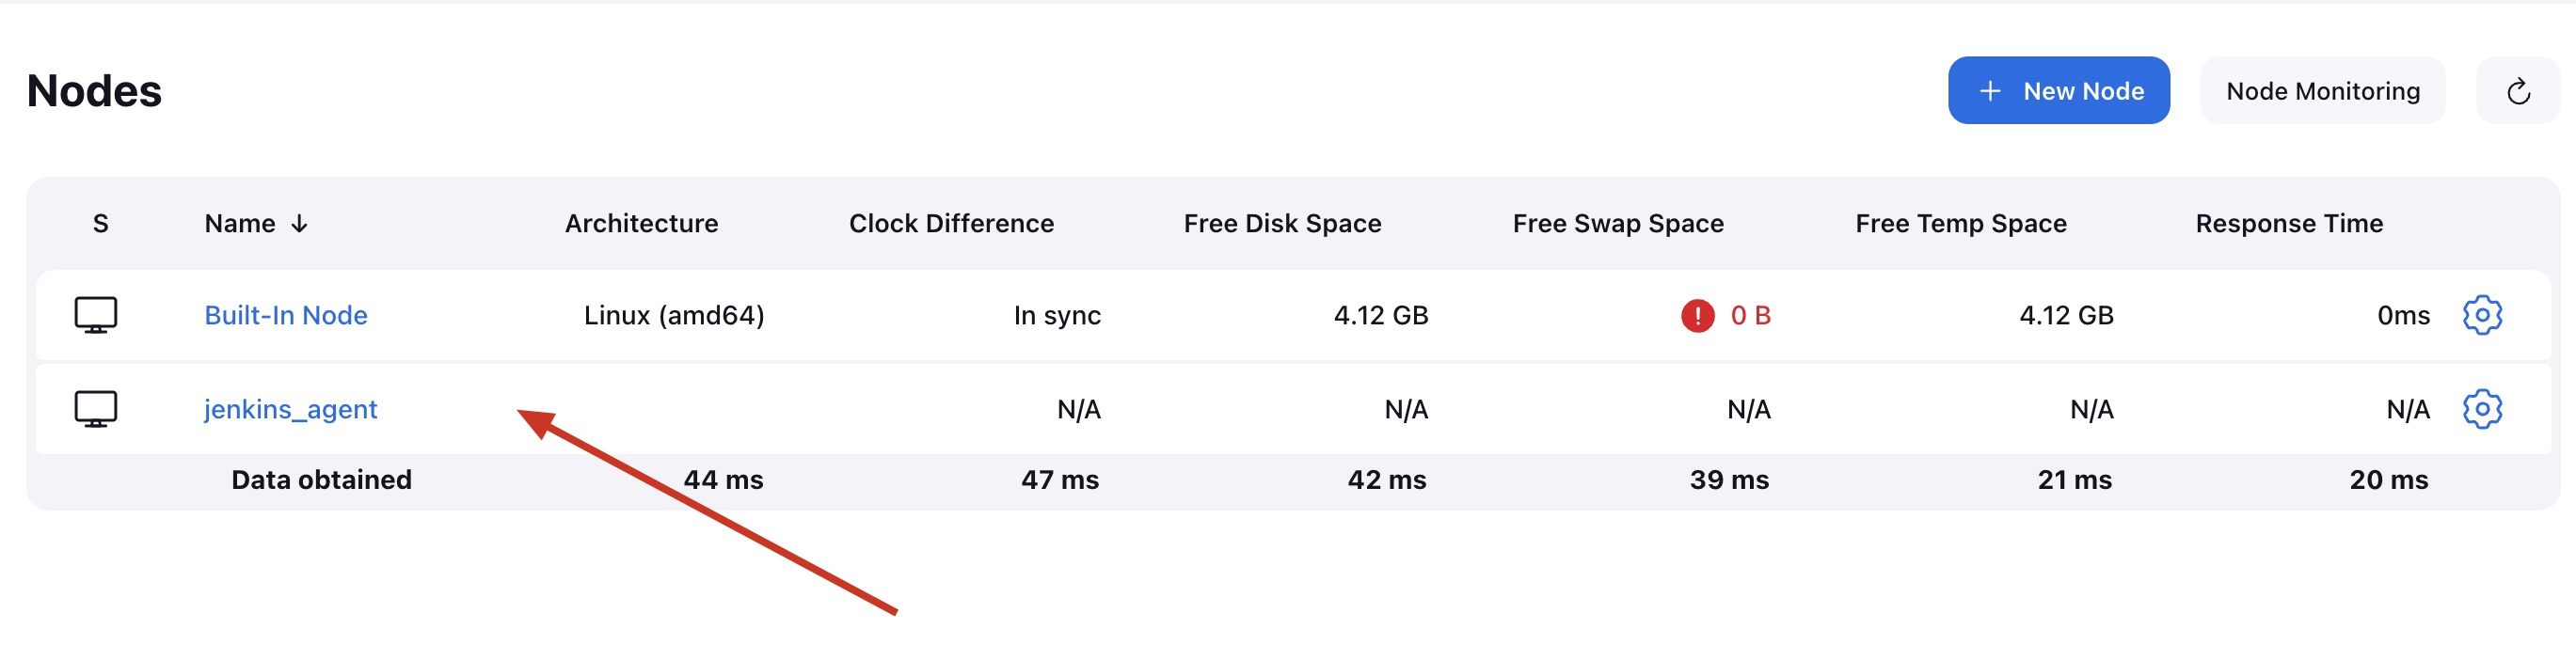 Nodes
+ New Node
Node Monitoring
S Name ↓ Architecture Clock Difference Free Disk Space Free Swap Space Free Temp Space Response Time
Built-In Node Linux (amd64) In sync 4.12 GB ! 0 B 4.12 GB 0ms
jenkins_agent N/A N/A N/A N/A N/A
Data obtained 44 ms 47 ms 42 ms 39 ms 21 ms 20 ms